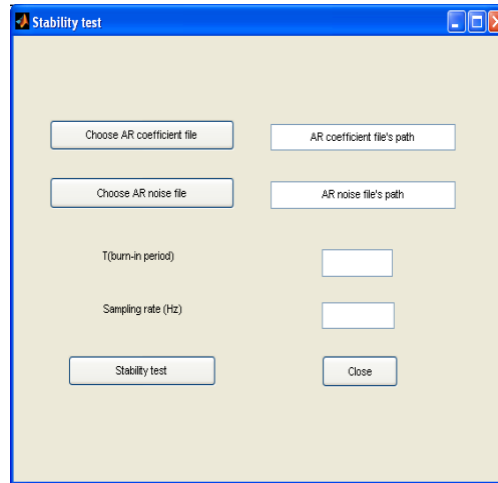 Stability test
Choose AR coefficient file
AR coefficient file's path
Choose AR noise file
AR noise file's path
T(burn-in period)
Sampling rate (Hz)
Stability test
Close